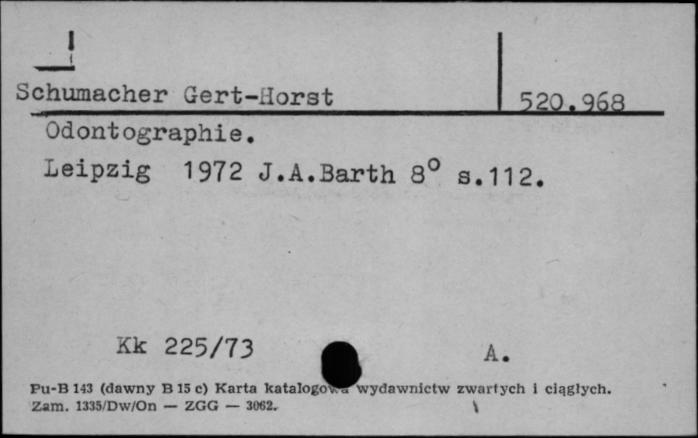 Schumacher Gert-Horst 520.968
Odontographie.
Leipzig 1972 J.A.Barth 8° s.112.
Kk 225/73 A.
Pu-B 143 (dawny B 15 c) Karta katalogowa wydawnictw zwartych i ciągłych.
Zam. 1335/Dw/On — ZGG — 3062.